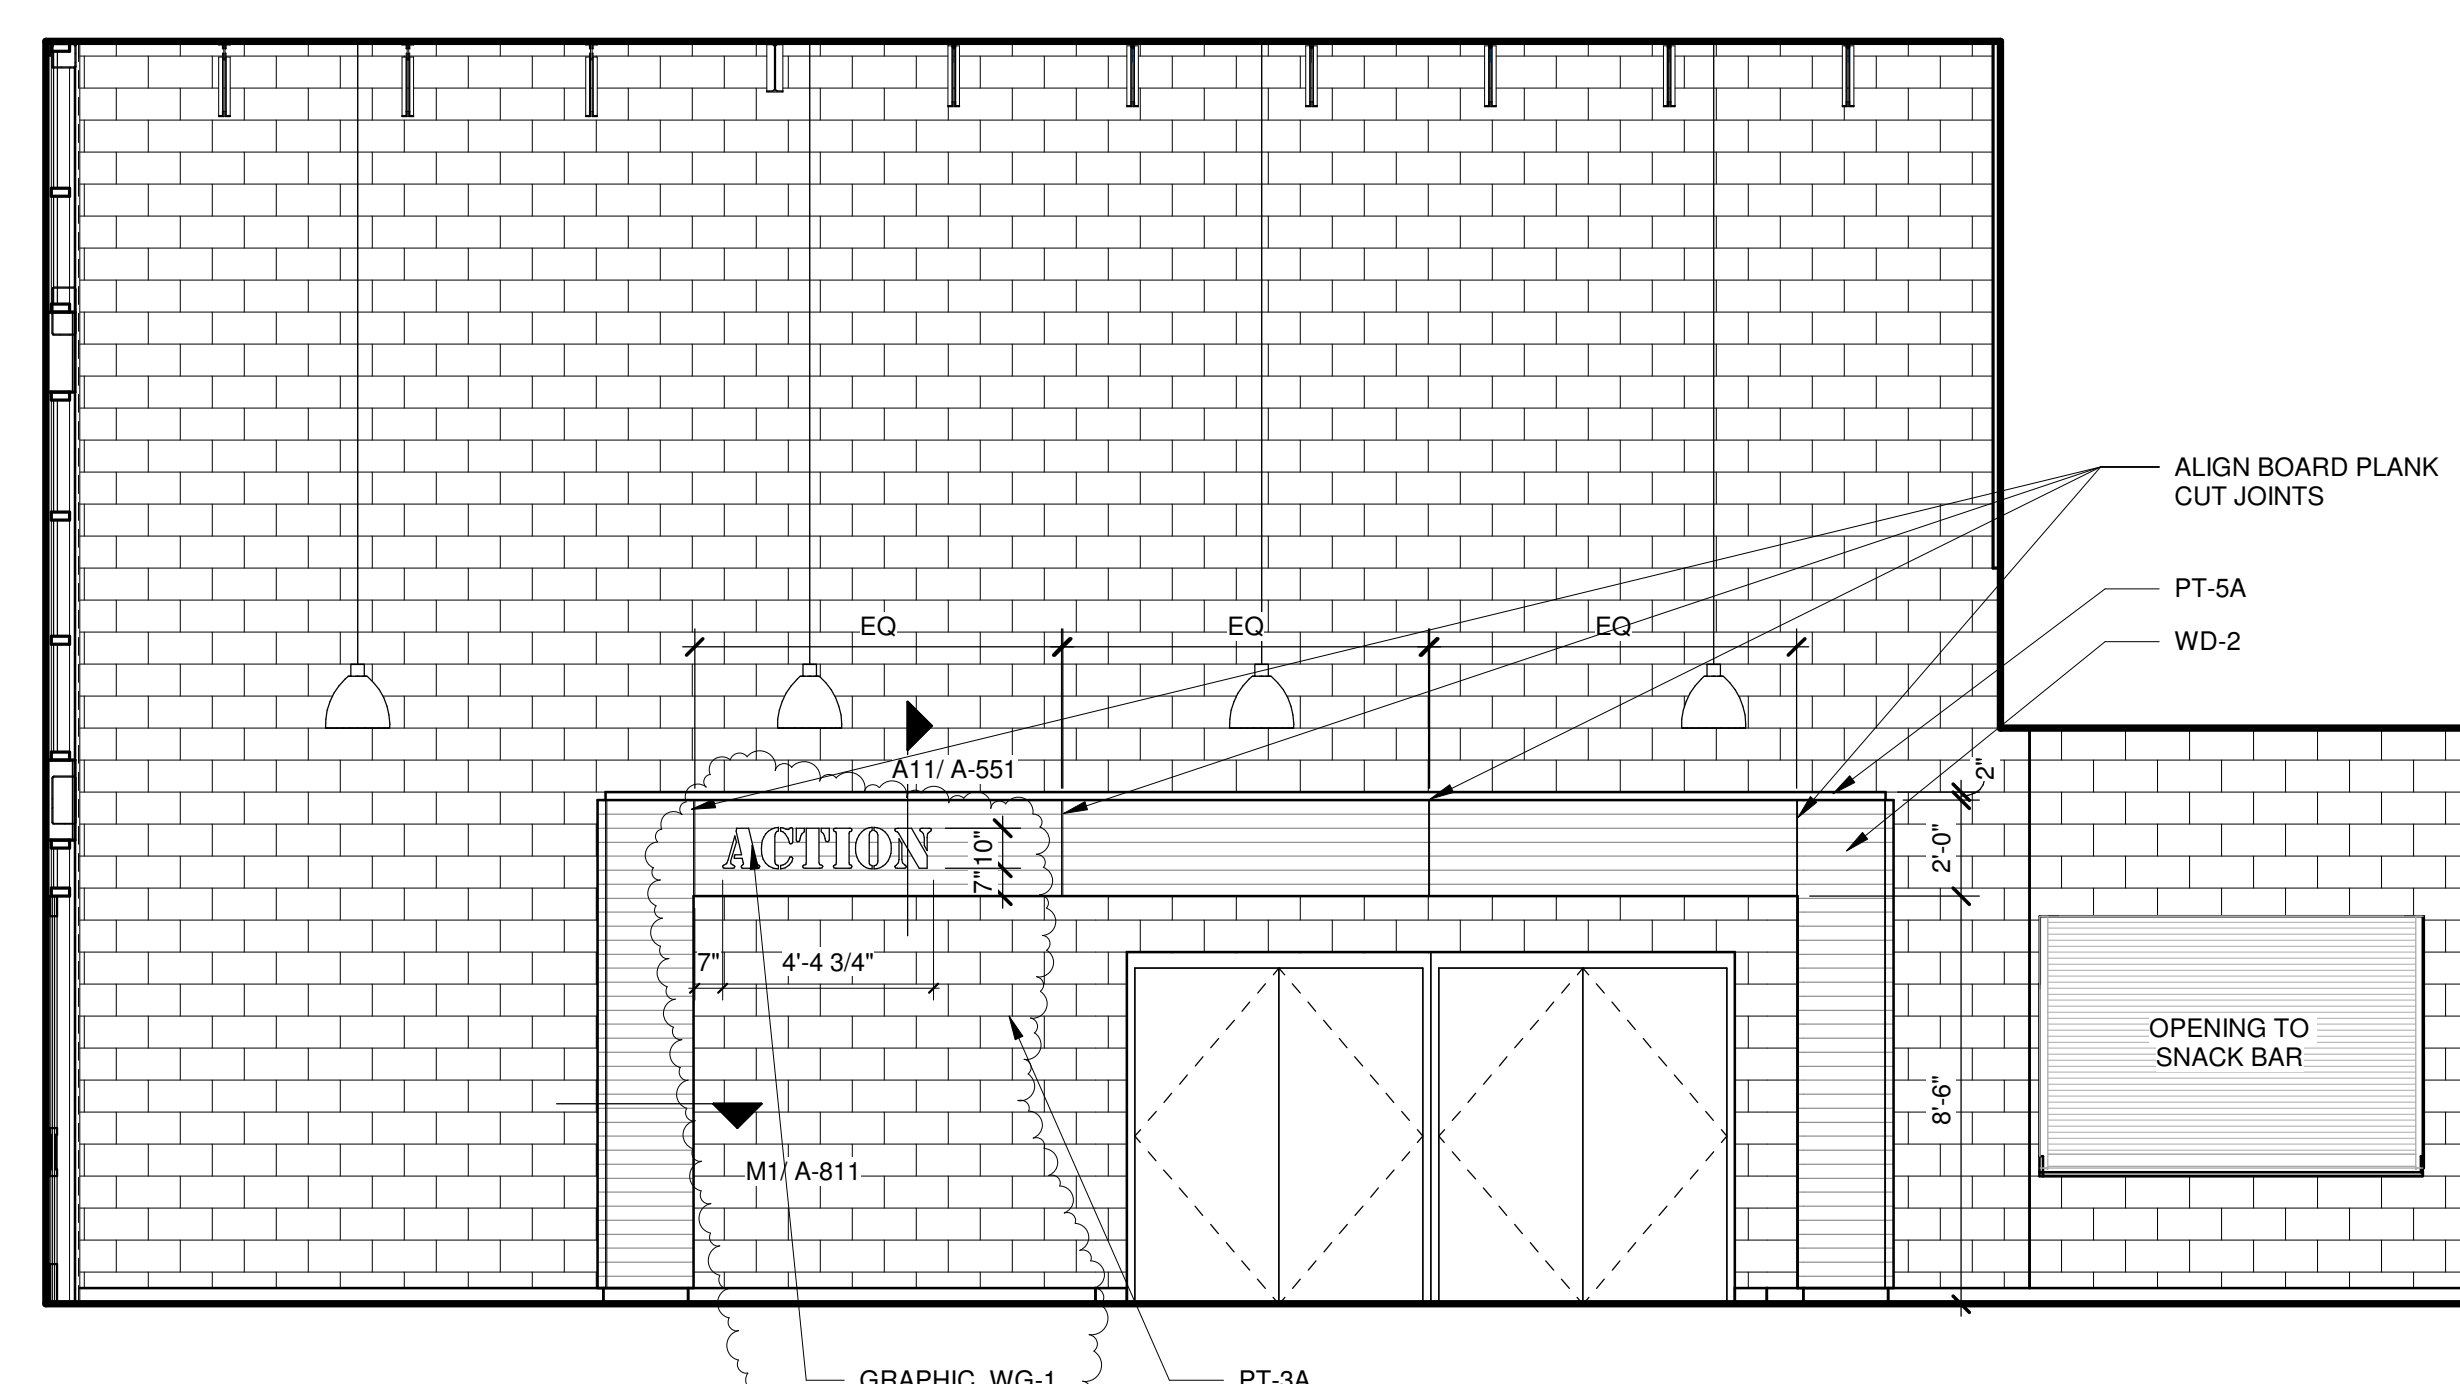 ALIGN BOARD PLANK
CUT JOINTS
PT-5A
WD-2
EQ
EQ
EQ
A11/ A-551
2"
ACTION
10"
7"
2'-0"
7"
4'-4 3/4"
OPENING TO
SNACK BAR
8'-6"
M1/ A-811
GRAPHIC, WG-1
PT-3A